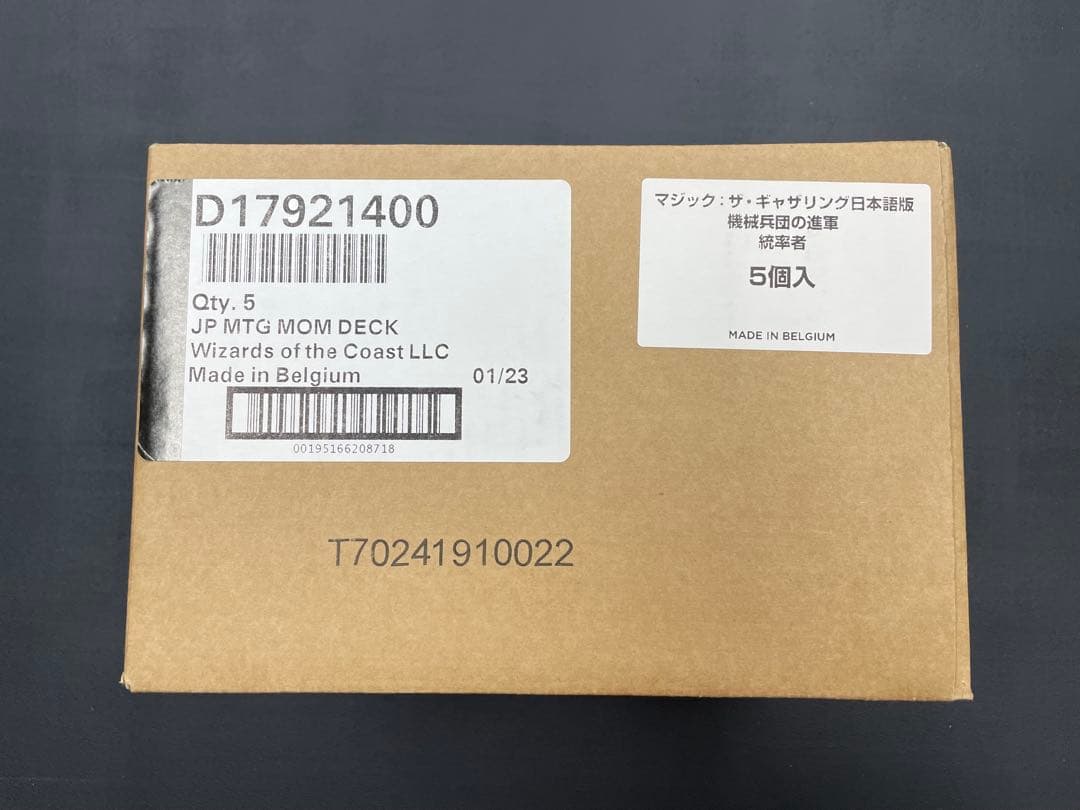 D17921400
Qty. 5
JP MTG MOM DECK
Wizards of the Coast LLC
Made in Belgium 01/23
00195166208718
マジック：ザ・ギャザリング日本語版
機械兵団の進軍
統率者
5個入
MADE IN BELGIUM
T70241910022